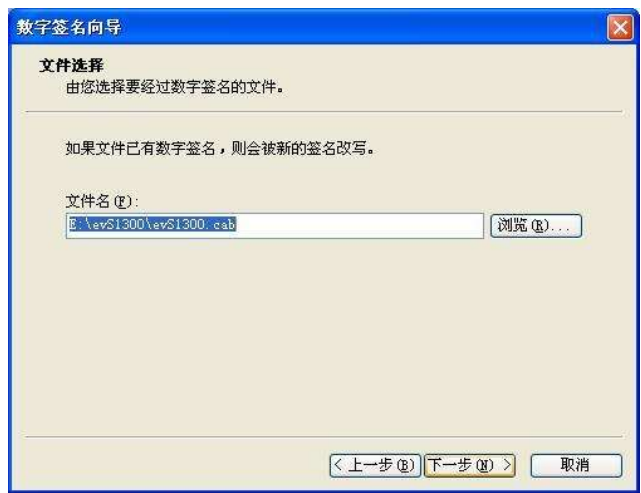 数字签名向导
文件选择
由您选择要经过数字签名的文件。
如果文件已有数字签名，则会被新的签名改写。
文件名(F):
E:\evS1300\evS1300.cab
浏览(R)...
< 上一步(B) 下一步(N) > 取消